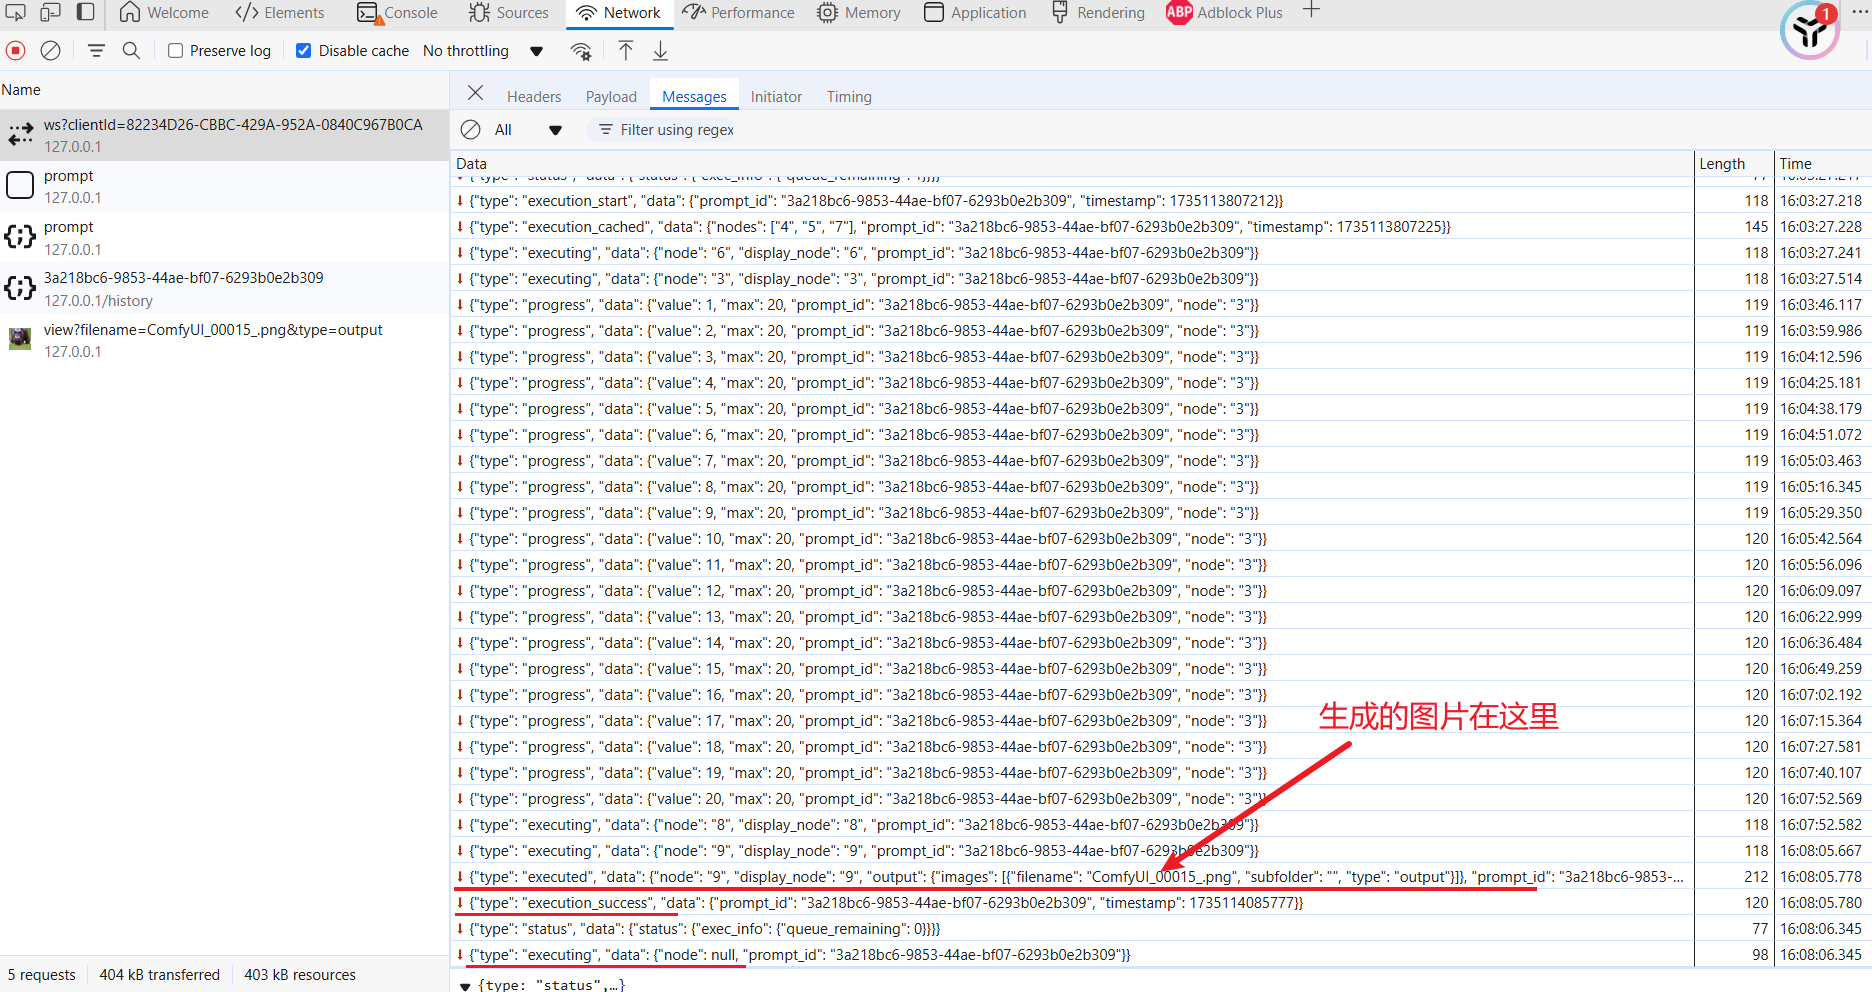 Welcome Elements Console Sources Network Performance Memory Application Rendering ABP Adblock Plus
1
Preserve log Disable cache No throttling
Name
ws?clientId=82234D26-CBBC-429A-952A-0840C967B0CA
127.0.0.1
prompt
127.0.0.1
prompt
127.0.0.1
3a218bc6-9853-44ae-bf07-6293b0e2b309
127.0.0.1/history
view?filename=ComfyUI_00015_.png&type=output
127.0.0.1
Headers Payload Messages Initiator Timing
All Filter using regex
Data Length Time
{"type": "status", "data": {"status": {"exec_info": {"queue_remaining": 1}}}} 77 16:03:27.217
{"type": "execution_start", "data": {"prompt_id": "3a218bc6-9853-44ae-bf07-6293b0e2b309", "timestamp": 1735113807212}} 118 16:03:27.218
{"type": "execution_cached", "data": {"nodes": ["4", "5", "7"], "prompt_id": "3a218bc6-9853-44ae-bf07-6293b0e2b309", "timestamp": 1735113807225}} 145 16:03:27.228
{"type": "executing", "data": {"node": "6", "display_node": "6", "prompt_id": "3a218bc6-9853-44ae-bf07-6293b0e2b309"}} 118 16:03:27.241
{"type": "executing", "data": {"node": "3", "display_node": "3", "prompt_id": "3a218bc6-9853-44ae-bf07-6293b0e2b309"}} 118 16:03:27.514
{"type": "progress", "data": {"value": 1, "max": 20, "prompt_id": "3a218bc6-9853-44ae-bf07-6293b0e2b309", "node": "3"}} 119 16:03:46.117
{"type": "progress", "data": {"value": 2, "max": 20, "prompt_id": "3a218bc6-9853-44ae-bf07-6293b0e2b309", "node": "3"}} 119 16:03:59.986
{"type": "progress", "data": {"value": 3, "max": 20, "prompt_id": "3a218bc6-9853-44ae-bf07-6293b0e2b309", "node": "3"}} 119 16:04:12.596
{"type": "progress", "data": {"value": 4, "max": 20, "prompt_id": "3a218bc6-9853-44ae-bf07-6293b0e2b309", "node": "3"}} 119 16:04:25.181
{"type": "progress", "data": {"value": 5, "max": 20, "prompt_id": "3a218bc6-9853-44ae-bf07-6293b0e2b309", "node": "3"}} 119 16:04:38.179
{"type": "progress", "data": {"value": 6, "max": 20, "prompt_id": "3a218bc6-9853-44ae-bf07-6293b0e2b309", "node": "3"}} 119 16:04:51.072
{"type": "progress", "data": {"value": 7, "max": 20, "prompt_id": "3a218bc6-9853-44ae-bf07-6293b0e2b309", "node": "3"}} 119 16:05:03.463
{"type": "progress", "data": {"value": 8, "max": 20, "prompt_id": "3a218bc6-9853-44ae-bf07-6293b0e2b309", "node": "3"}} 119 16:05:16.345
{"type": "progress", "data": {"value": 9, "max": 20, "prompt_id": "3a218bc6-9853-44ae-bf07-6293b0e2b309", "node": "3"}} 119 16:05:29.350
{"type": "progress", "data": {"value": 10, "max": 20, "prompt_id": "3a218bc6-9853-44ae-bf07-6293b0e2b309", "node": "3"}} 120 16:05:42.564
{"type": "progress", "data": {"value": 11, "max": 20, "prompt_id": "3a218bc6-9853-44ae-bf07-6293b0e2b309", "node": "3"}} 120 16:05:56.096
{"type": "progress", "data": {"value": 12, "max": 20, "prompt_id": "3a218bc6-9853-44ae-bf07-6293b0e2b309", "node": "3"}} 120 16:06:09.097
{"type": "progress", "data": {"value": 13, "max": 20, "prompt_id": "3a218bc6-9853-44ae-bf07-6293b0e2b309", "node": "3"}} 120 16:06:22.999
{"type": "progress", "data": {"value": 14, "max": 20, "prompt_id": "3a218bc6-9853-44ae-bf07-6293b0e2b309", "node": "3"}} 120 16:06:36.484
{"type": "progress", "data": {"value": 15, "max": 20, "prompt_id": "3a218bc6-9853-44ae-bf07-6293b0e2b309", "node": "3"}} 120 16:06:49.259
{"type": "progress", "data": {"value": 16, "max": 20, "prompt_id": "3a218bc6-9853-44ae-bf07-6293b0e2b309", "node": "3"}} 120 16:07:02.192
生成的图片在这里
{"type": "progress", "data": {"value": 17, "max": 20, "prompt_id": "3a218bc6-9853-44ae-bf07-6293b0e2b309", "node": "3"}} 120 16:07:15.364
{"type": "progress", "data": {"value": 18, "max": 20, "prompt_id": "3a218bc6-9853-44ae-bf07-6293b0e2b309", "node": "3"}} 120 16:07:27.581
{"type": "progress", "data": {"value": 19, "max": 20, "prompt_id": "3a218bc6-9853-44ae-bf07-6293b0e2b309", "node": "3"}} 120 16:07:40.107
{"type": "progress", "data": {"value": 20, "max": 20, "prompt_id": "3a218bc6-9853-44ae-bf07-6293b0e2b309", "node": "3"}} 120 16:07:52.569
{"type": "executing", "data": {"node": "8", "display_node": "8", "prompt_id": "3a218bc6-9853-44ae-bf07-6293b0e2b309"}} 118 16:07:52.582
{"type": "executing", "data": {"node": "9", "display_node": "9", "prompt_id": "3a218bc6-9853-44ae-bf07-6293b0e2b309"}} 118 16:08:05.667
{"type": "executed", "data": {"node": "9", "display_node": "9", "output": {"images": [{"filename": "ComfyUI_00015_.png", "subfolder": "", "type": "output"}]}, "prompt_id": "3a218bc6-9853-... 212 16:08:05.778
{"type": "execution_success", "data": {"prompt_id": "3a218bc6-9853-44ae-bf07-6293b0e2b309", "timestamp": 1735114085777}} 120 16:08:05.780
{"type": "status", "data": {"status": {"exec_info": {"queue_remaining": 0}}}} 77 16:08:06.345
{"type": "executing", "data": {"node": null, "prompt_id": "3a218bc6-9853-44ae-bf07-6293b0e2b309"}} 98 16:08:06.345
5 requests 404 kB transferred 403 kB resources
{type: "status",…}